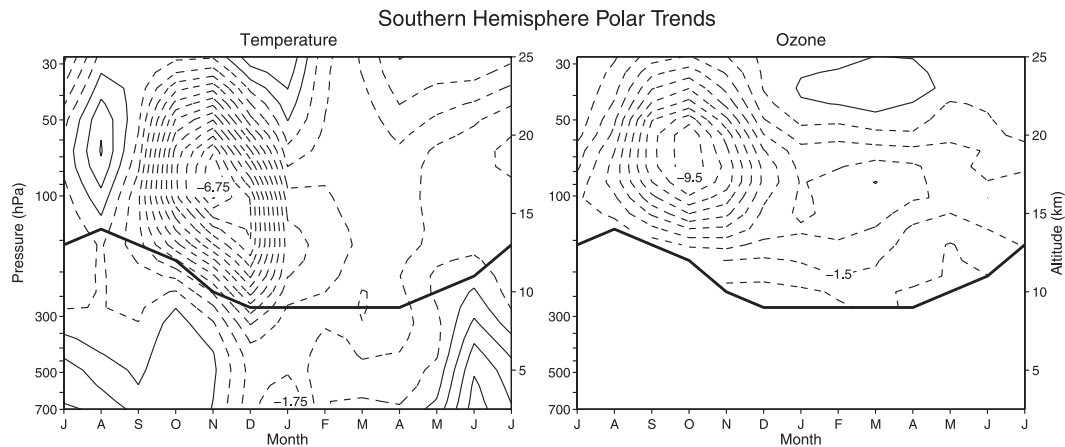 Southern Hemisphere Polar Trends
Temperature
Ozone
Pressure (hPa)
30
50
100
300
500
700
25
20
15
10
5
−6.75
−1.75
J A S O N D J F M A M J J
Month
30
50
100
300
500
700
−9.5
−1.5
25
20
15
10
5
Altitude (km)
J A S O N D J F M A M J J
Month